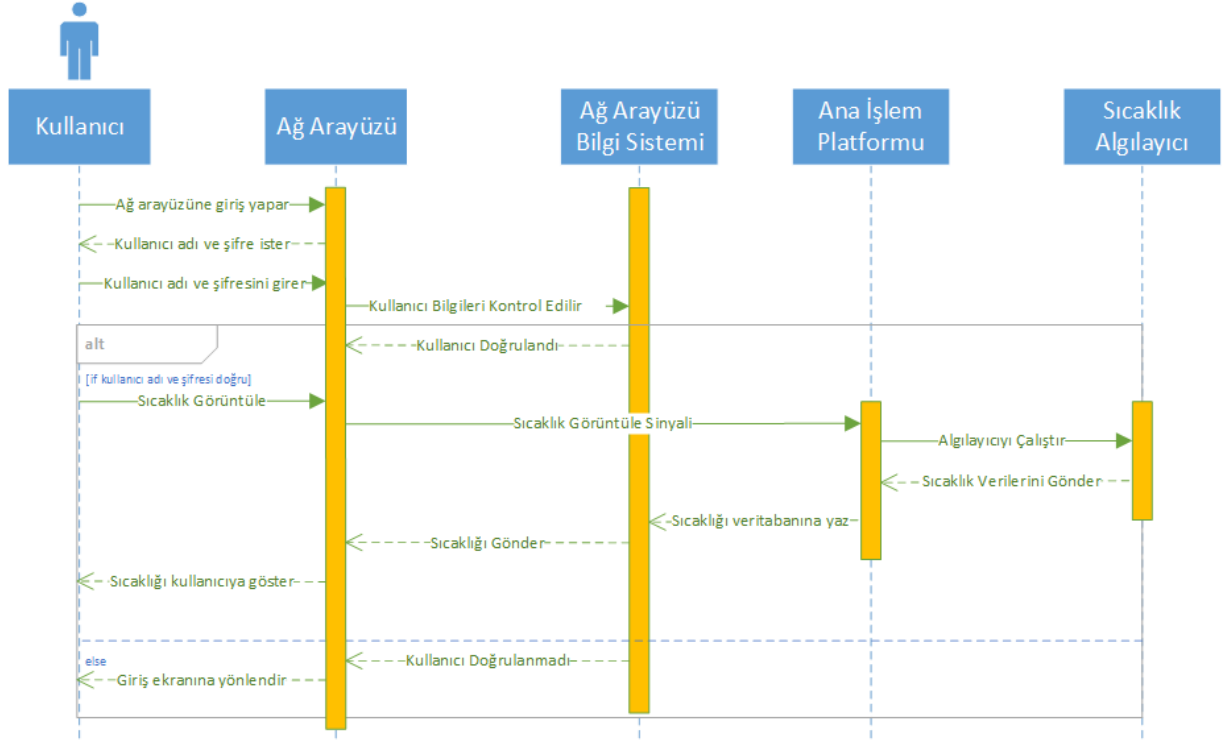 Kullanıcı
Ağ Arayüzü
Ağ Arayüzü
Bilgi Sistemi
Ana İşlem
Platformu
Sıcaklık
Algılayıcı
Ağ arayüzüne giriş yapar
Kullanıcı adı ve şifre ister
Kullanıcı adı ve şifresini girer
Kullanıcı Bilgileri Kontrol Edilir
alt
Kullanıcı Doğrulandı
[if kullanıcı adı ve şifresi doğru]
Sıcaklık Görüntüle
Sıcaklık Görüntüle Sinyali
Algılayıcıyı Çalıştır
Sıcaklık Verilerini Gönder
Sıcaklığı veritabanına yaz
Sıcaklığı Gönder
Sıcaklığı kullanıcıya göster
else
Kullanıcı Doğrulanmadı
Giriş ekranına yönlendir